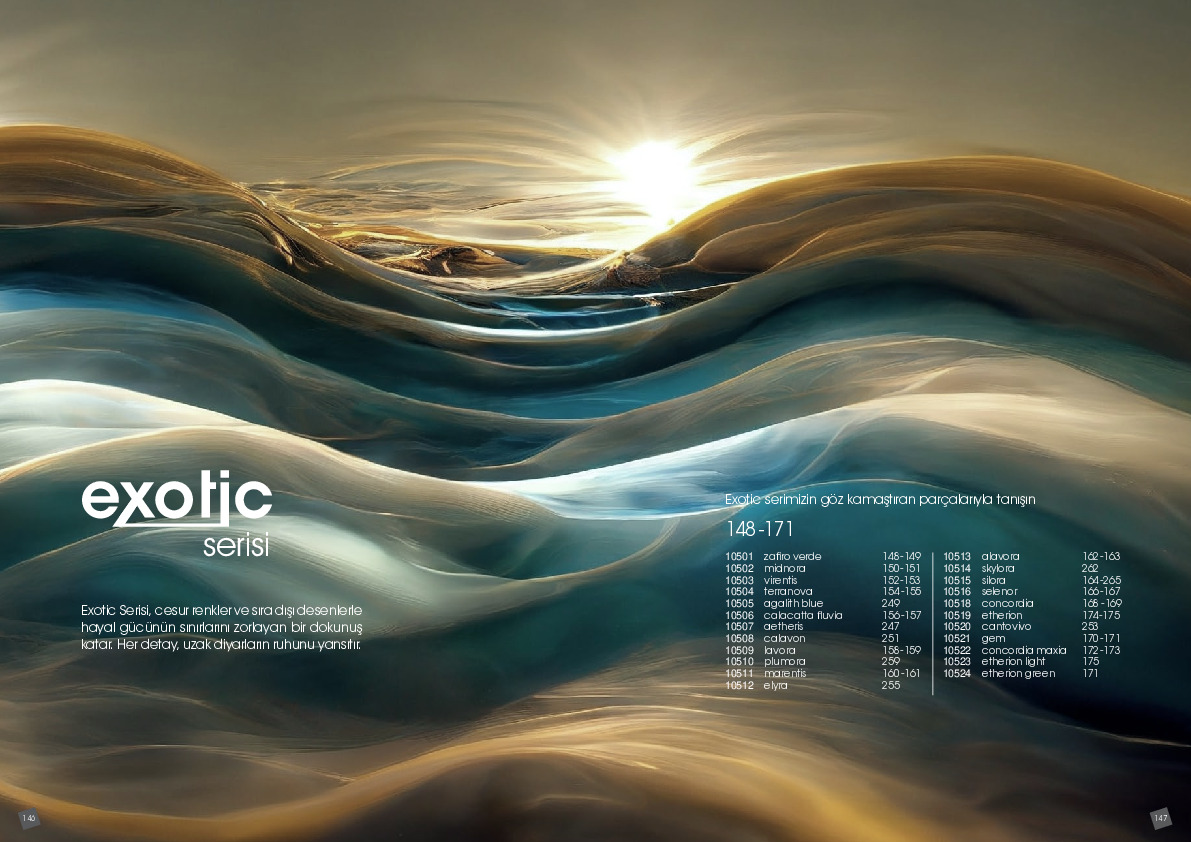 exotic
serisi
Exotic Serisi, cesur renkler ve sıra dışı desenlerle
hayal gücünün sınırlarını zorlayan bir dokunuş
katar. Her detay, uzak diyarların ruhunu yansıtır.
Exotic serimizin göz kamaştıran parçalarıyla tanışın
148-171
10501 zafiro verde 148-149
10502 midnora 150-151
10503 virentis 152-153
10504 terranova 154-155
10505 agalith blue 249
10506 calacatta fluvia 156-157
10507 aetheris 247
10508 calavon 251
10509 lavora 158-159
10510 plumora 259
10511 marentis 160-161
10512 elyra 255
10513 alavora 162-163
10514 skylora 262
10515 silora 164-265
10516 selenor 166-167
10518 concordia 168-169
10519 etherion 174-175
10520 cantovivo 253
10521 gem 170-171
10522 concordia maxia 172-173
10523 etherion light 175
10524 etherion green 171
146
147